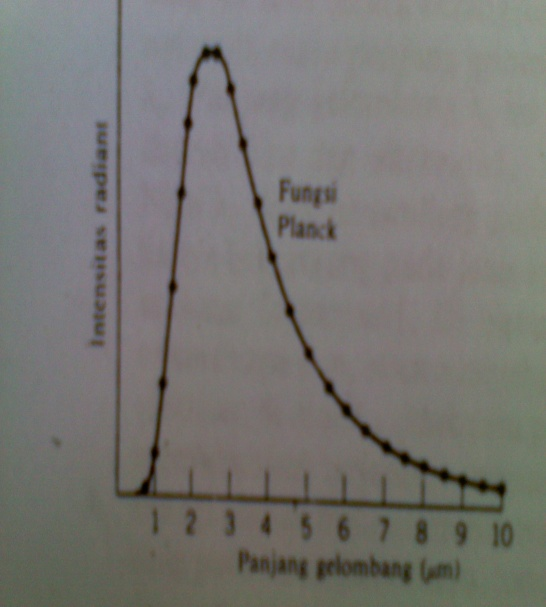 Intensitas radiant
Fungsi
Planck
1 2 3 4 5 6 7 8 9 10
Panjang gelombang (μm)